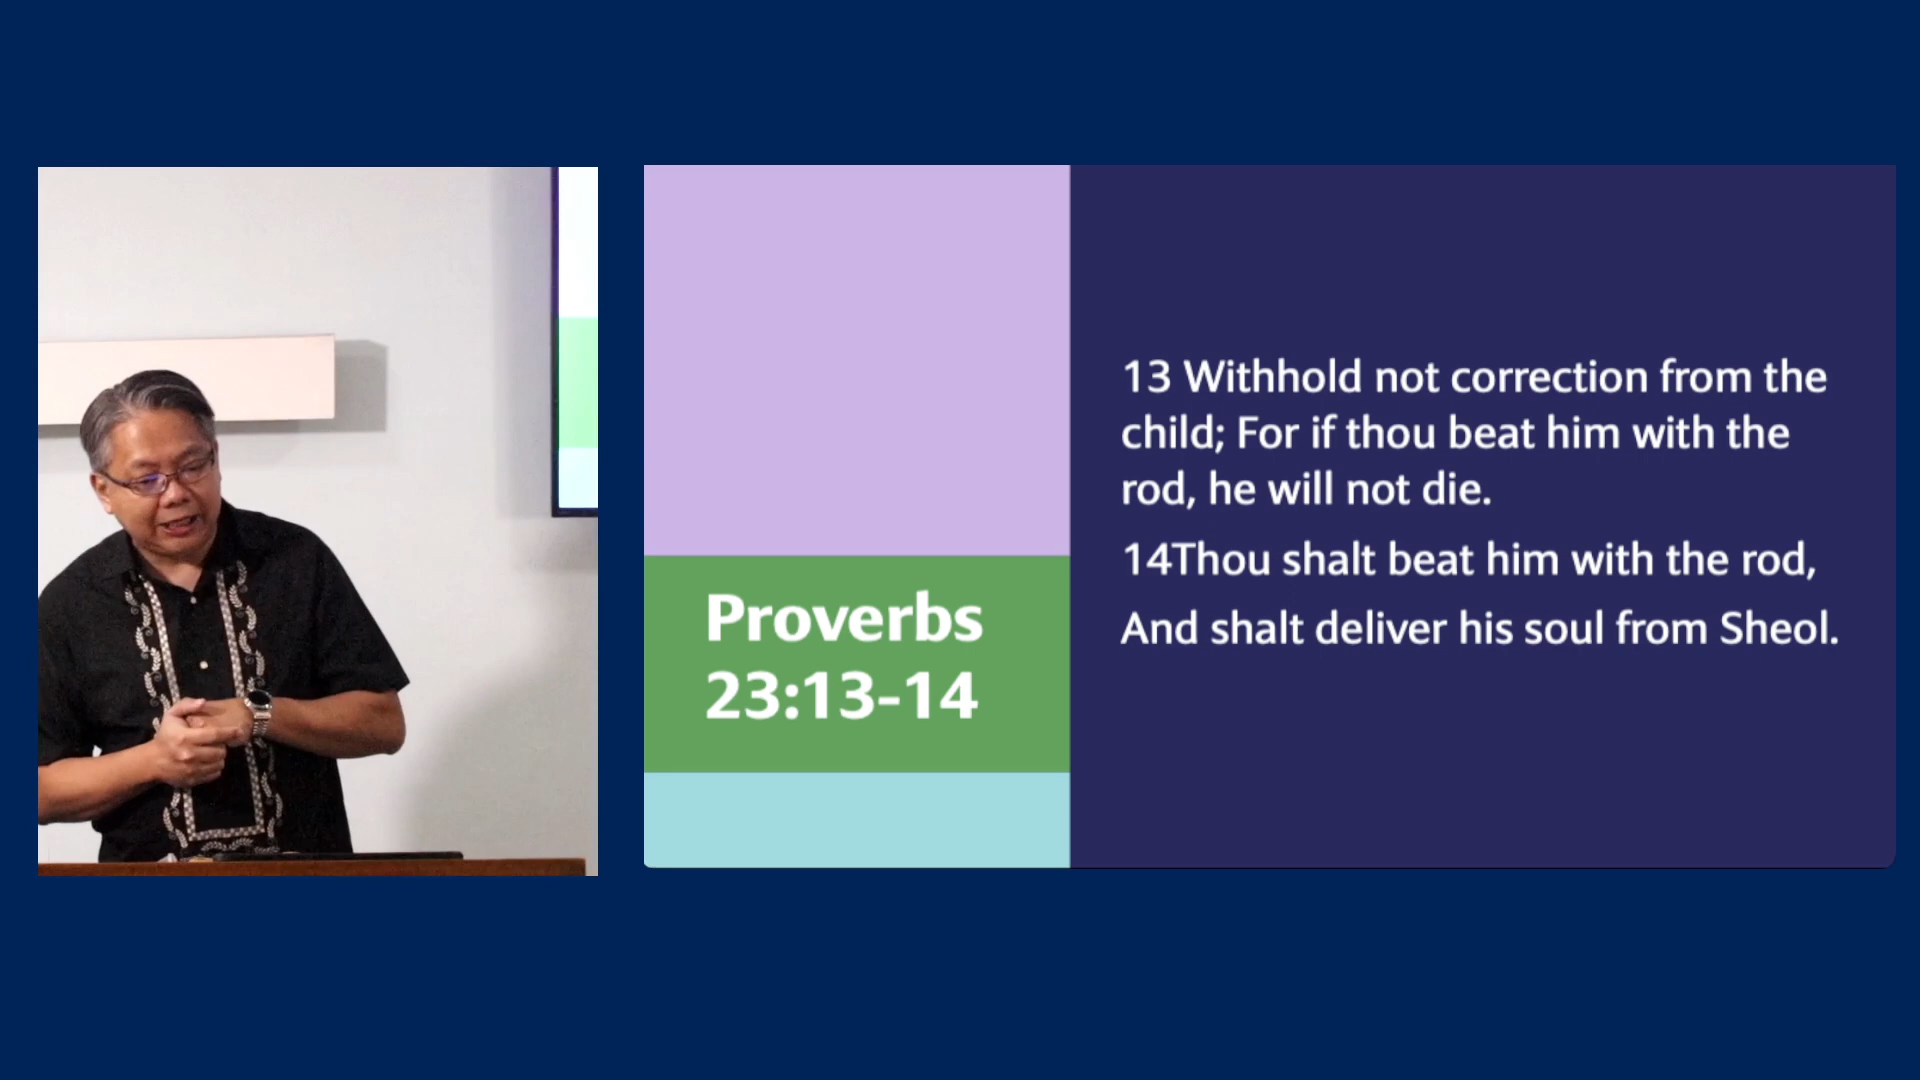 Proverbs
23:13-14
13 Withhold not correction from the
child; For if thou beat him with the
rod, he will not die.
14Thou shalt beat him with the rod,
And shalt deliver his soul from Sheol.